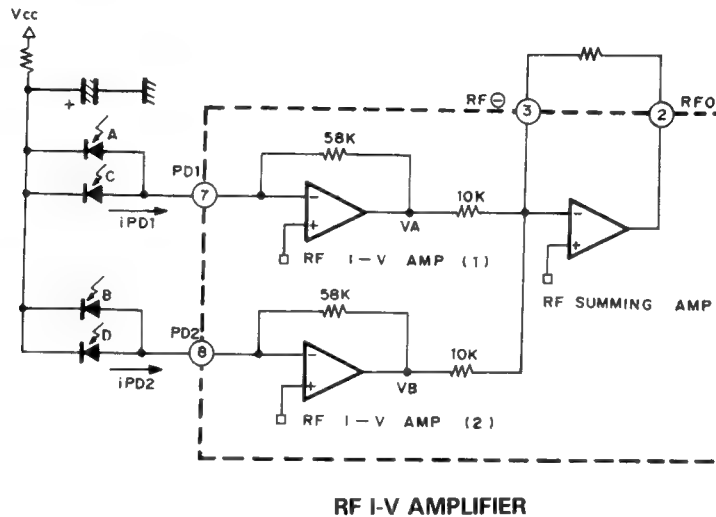 Vcc
+
A
C
PD1
7
iPD1
58K
-
+
VA
RF I-V AMP (1)
10K
RF ⊖
3
2
RFO
-
+
RF SUMMING AMP
B
D
PD2
8
iPD2
58K
-
+
VB
RF I-V AMP (2)
10K
RF I-V AMPLIFIER